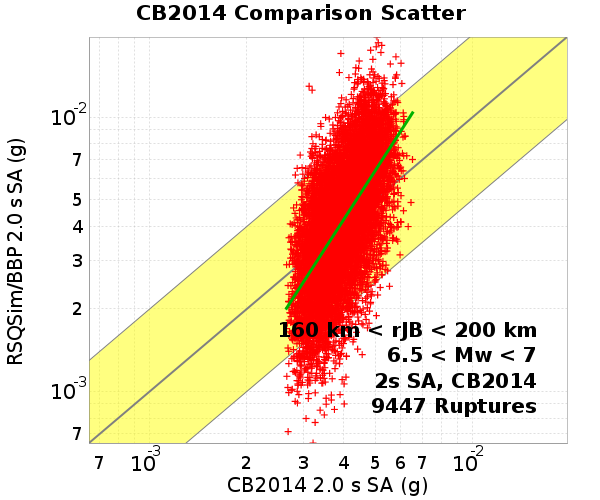 CB2014 Comparison Scatter
RSQSim/BBP 2.0 s SA (g)
10-2
7
5
4
3
2
10-3
7
160 km < rJB < 200 km
6.5 < Mw < 7
2s SA, CB2014
9447 Ruptures
7 10-3 2 3 4 5 6 7 10-2
CB2014 2.0 s SA (g)